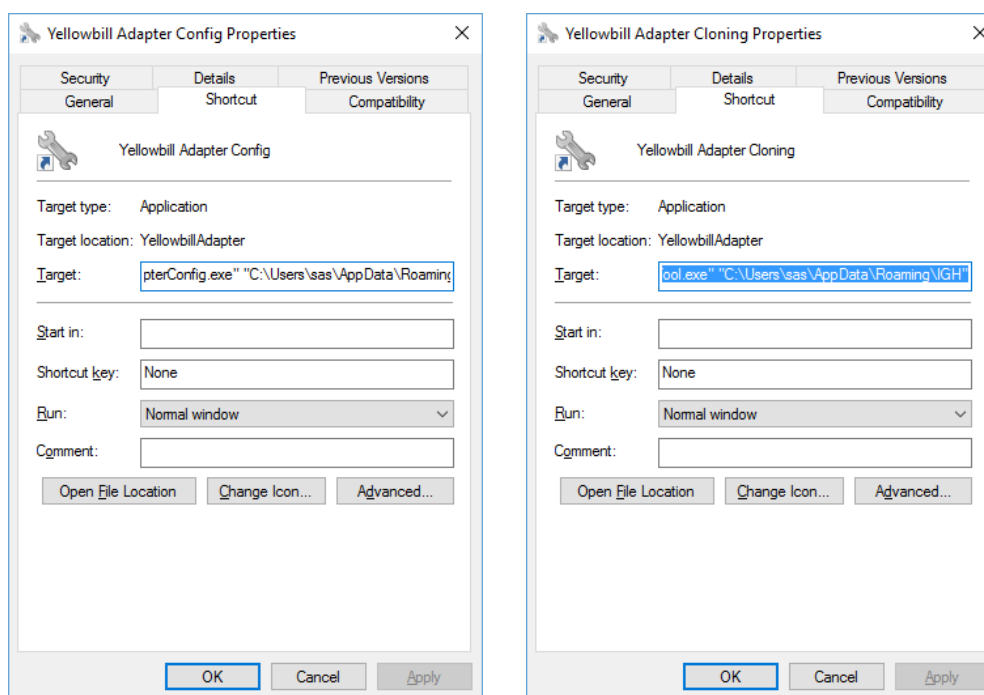 Yellowbill Adapter Config Properties
Security Details Previous Versions
General Shortcut Compatibility
Yellowbill Adapter Config
Target type: Application
Target location: YellowbillAdapter
Target: pterConfig.exe" "C:\Users\sas\AppData\Roaming
Start in:
Shortcut key: None
Run: Normal window
Comment:
Open File Location Change Icon... Advanced...
OK Cancel Apply
Yellowbill Adapter Cloning Properties
Security Details Previous Versions
General Shortcut Compatibility
Yellowbill Adapter Cloning
Target type: Application
Target location: YellowbillAdapter
Target: ool.exe" "C:\Users\sas\AppData\Roaming\IGH"
Start in:
Shortcut key: None
Run: Normal window
Comment:
Open File Location Change Icon... Advanced...
OK Cancel Apply